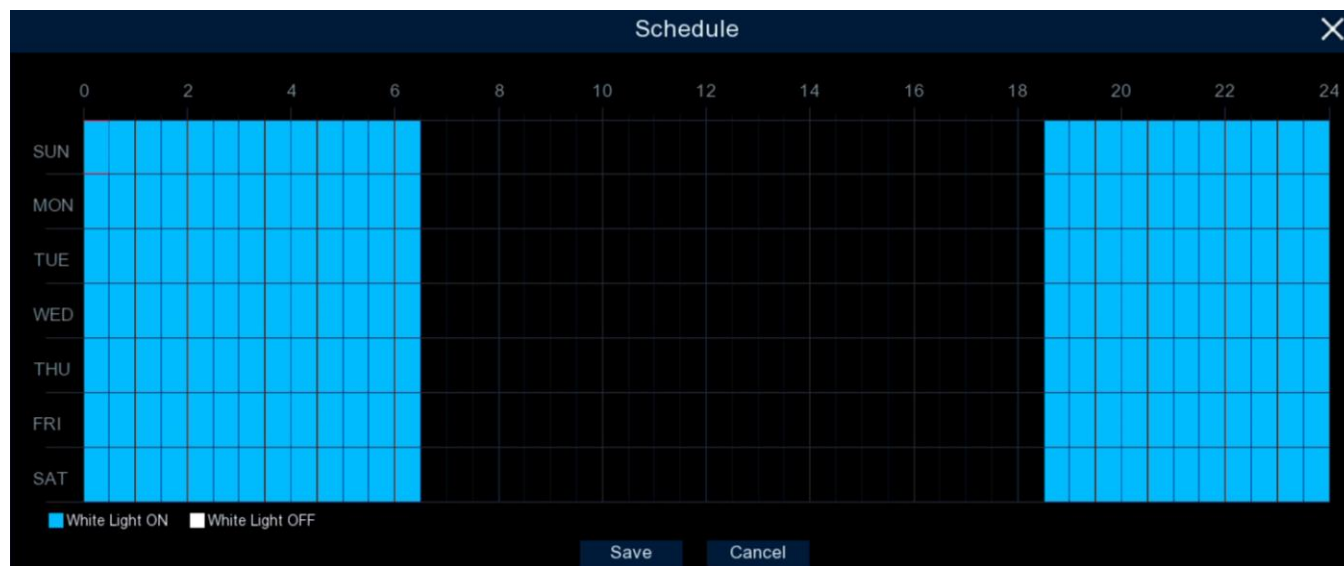 Schedule
0 2 4 6 8 10 12 14 16 18 20 22 24
SUN
MON
TUE
WED
THU
FRI
SAT
White Light ON White Light OFF
Save Cancel